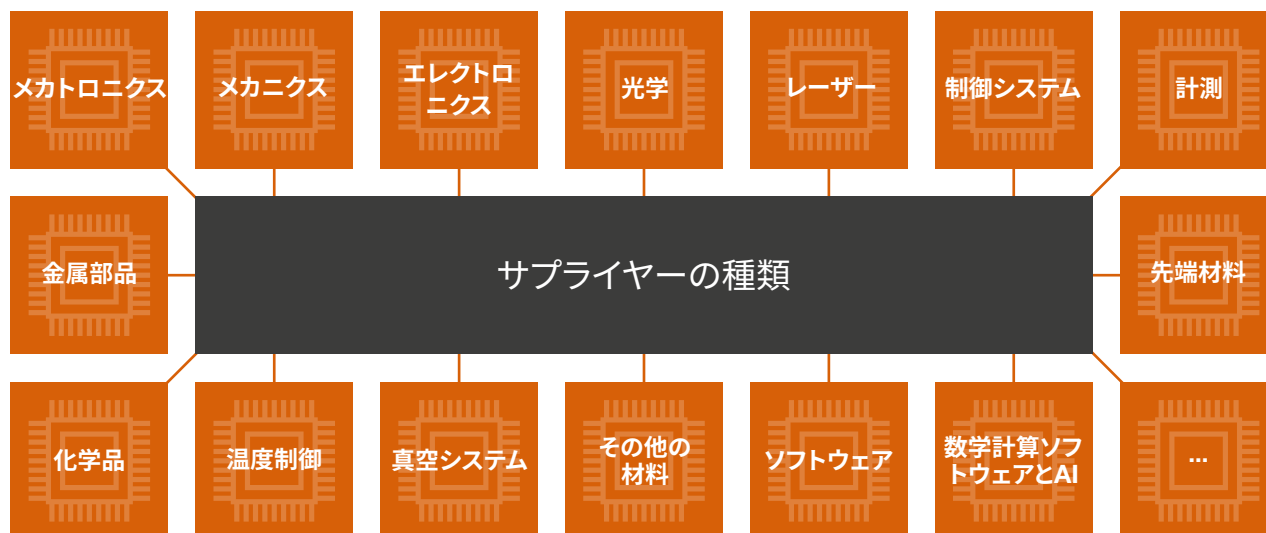 メカトロニクス
メカニクス
エレクトロ
ニクス
光学
レーザー
制御システム
計測
金属部品
サプライヤーの種類
先端材料
化学品
温度制御
真空システム
その他の
材料
ソフトウェア
数学計算ソフ
トウェアとAI
...